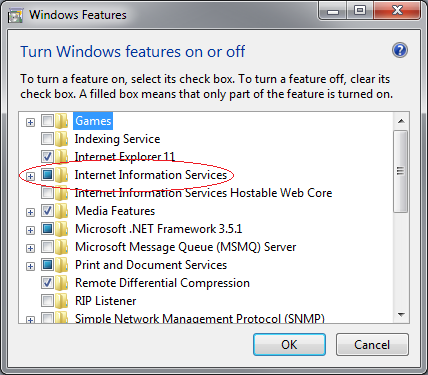 Windows Features
Turn Windows features on or off
To turn a feature on, select its check box. To turn a feature off, clear its
check box. A filled box means that only part of the feature is turned on.
Games
Indexing Service
Internet Explorer 11
Internet Information Services
Internet Information Services Hostable Web Core
Media Features
Microsoft .NET Framework 3.5.1
Microsoft Message Queue (MSMQ) Server
Print and Document Services
Remote Differential Compression
RIP Listener
Simple Network Management Protocol (SNMP)
OK Cancel